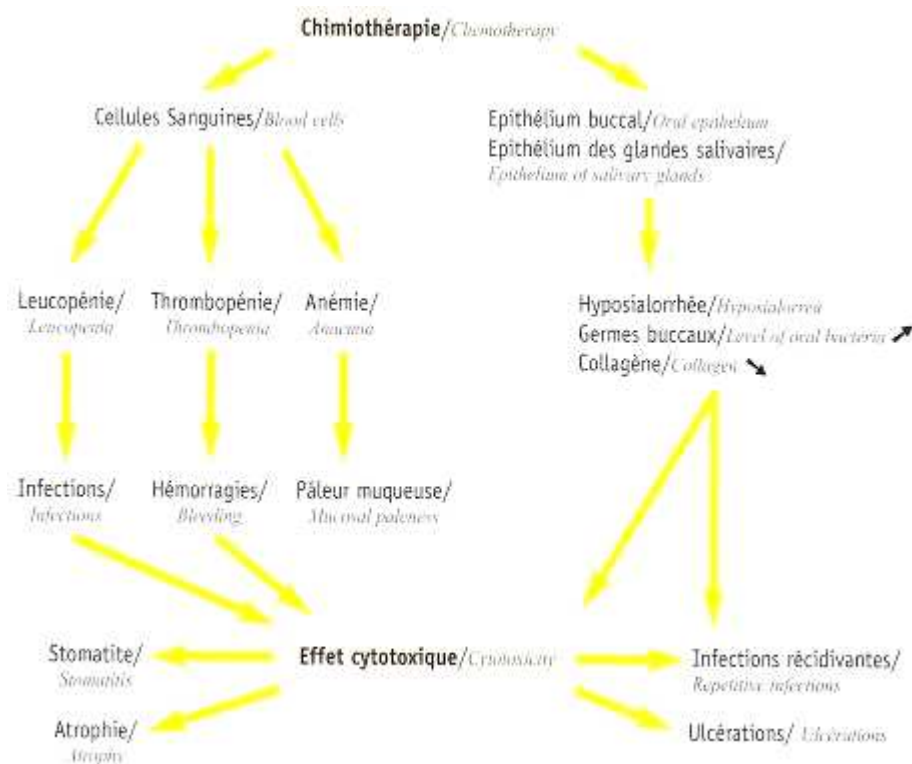 Chimiothérapie/Chemotherapy
Cellules Sanguines/Blood cells
Epithélium buccal/Oral epithelium
Epithélium des glandes salivaires/
Epithelium of salivary glands
Leucopénie/
Leucopenia
Thrombopénie/
Thrombopenia
Anémie/
Anaemia
Hyposialorrhée/Hyposialorrea
Germes buccaux/Level of oral bacteria
Collagène/Collagen
Infections/
Infections
Hémorragies/
Bleeding
Pâleur muqueuse/
Mucosal paleness
Stomatite/
Stomatitis
Effet cytotoxique/Cytotoxicity
Infections récidivantes/
Repetitive infections
Atrophie/
Atrophy
Ulcérations/ Ulcérations